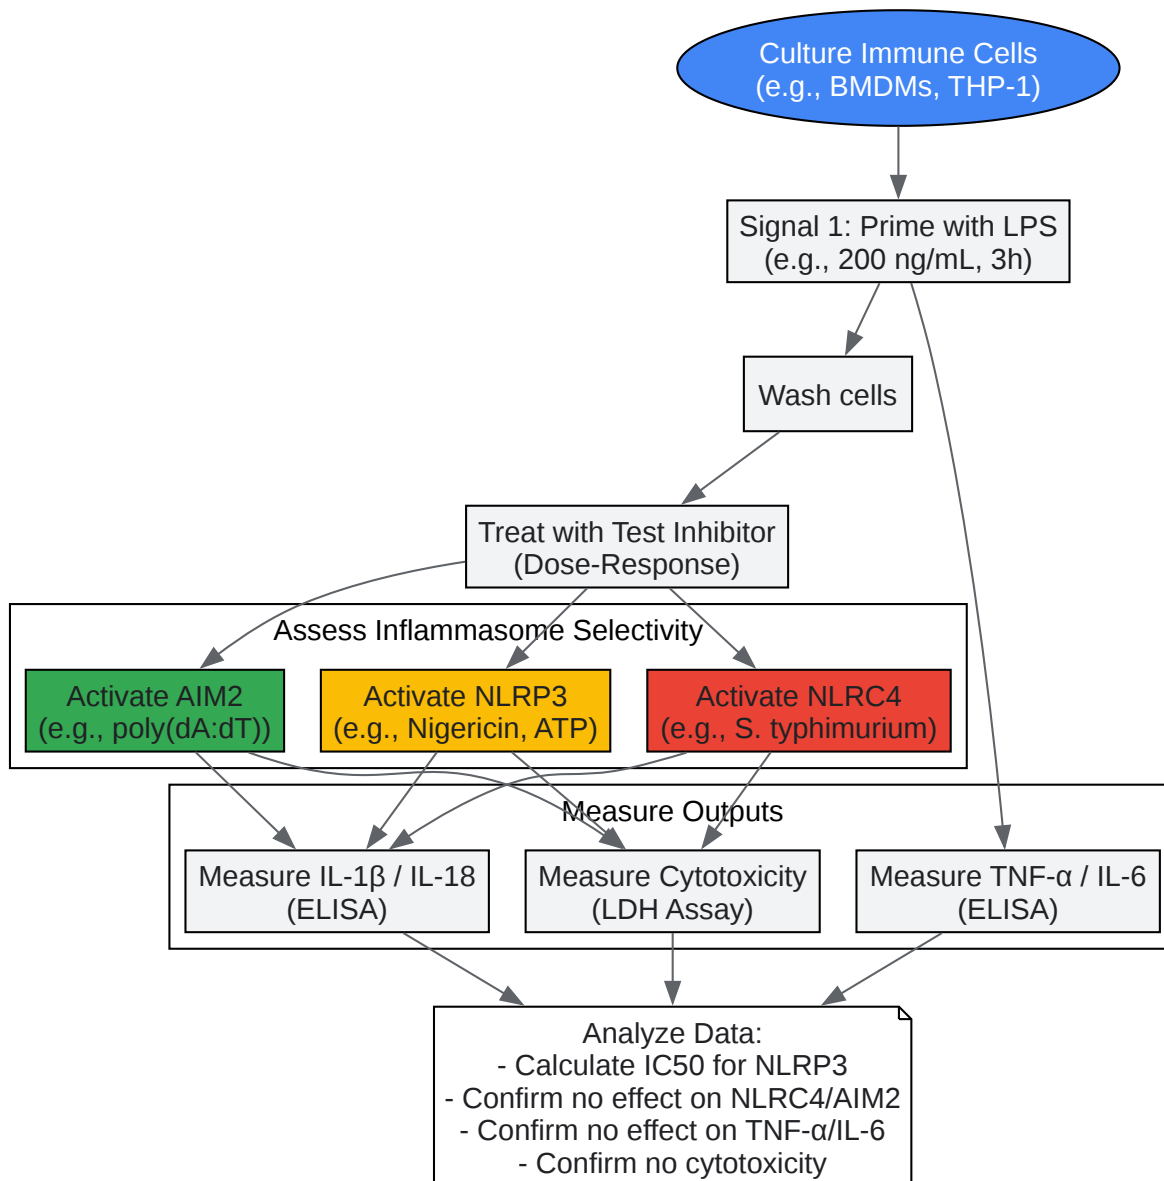 Culture Immune Cells
(e.g., BMDMs, THP-1)
Signal 1: Prime with LPS
(e.g., 200 ng/mL, 3h)
Wash cells
Treat with Test Inhibitor
(Dose-Response)
Assess Inflammasome Selectivity
Activate AIM2
(e.g., poly(dA:dT))
Activate NLRP3
(e.g., Nigericin, ATP)
Activate NLRC4
(e.g., S. typhimurium)
Measure Outputs
Measure IL-1β / IL-18
(ELISA)
Measure Cytotoxicity
(LDH Assay)
Measure TNF-α / IL-6
(ELISA)
Analyze Data:
- Calculate IC50 for NLRP3
- Confirm no effect on NLRC4/AIM2
- Confirm no effect on TNF-α/IL-6
- Confirm no cytotoxicity